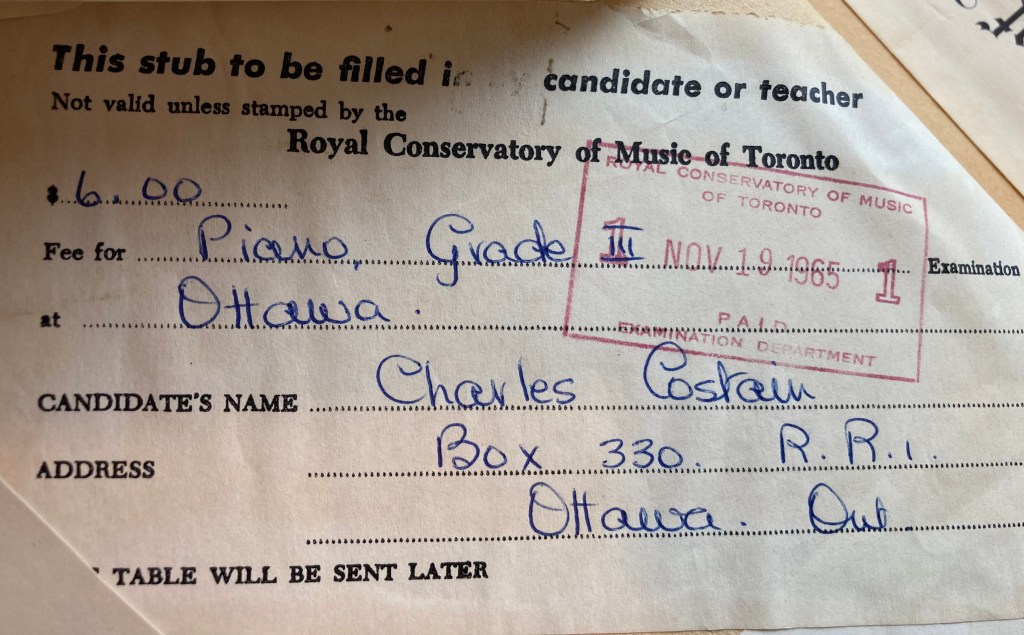 This stub to be filled in candidate or teacher
Not valid unless stamped by the
Royal Conservatory of Music of Toronto
$ 6.00
Fee for Piano, Grade III Examination
at Ottawa.
ROYAL CONSERVATORY OF MUSIC
OF TORONTO
1 NOV 19 1965 1
PAID
EXAMINATION DEPARTMENT
CANDIDATE'S NAME Charles Costain
ADDRESS Box 330. R.R.1.
Ottawa. Ont.
TABLE WILL BE SENT LATER